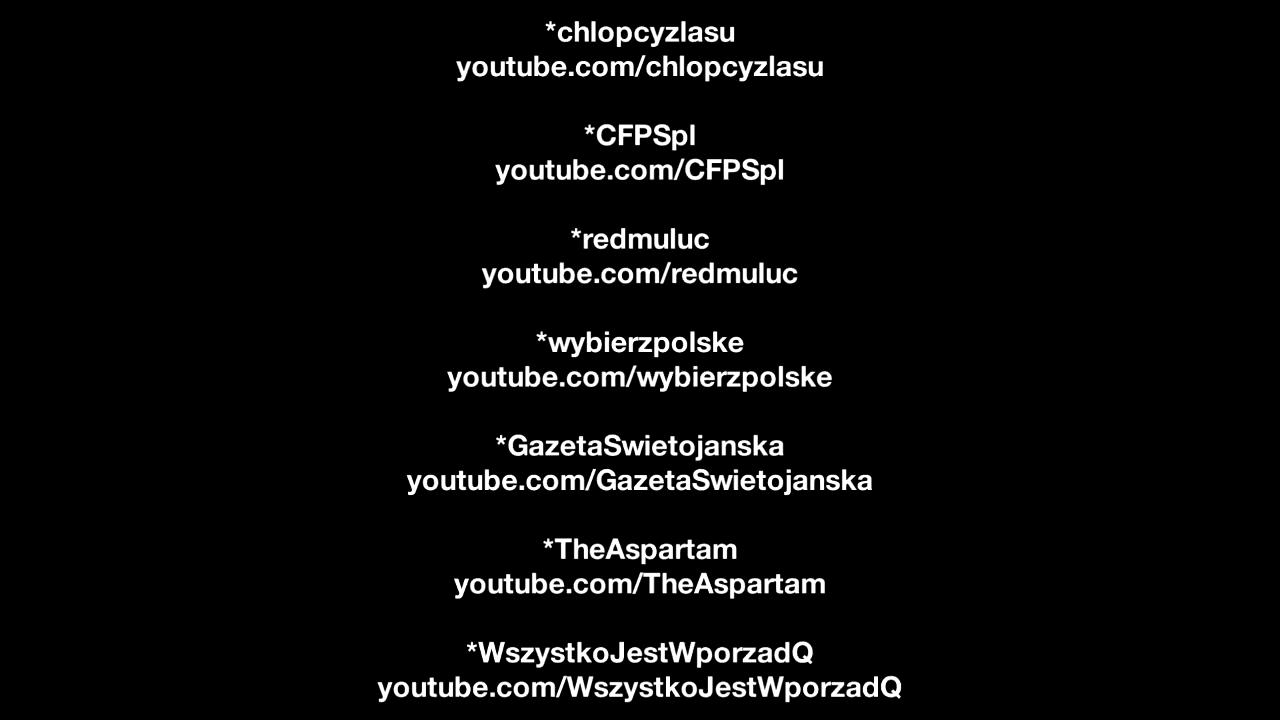 *chlopcyzlasu
youtube.com/chlopcyzlasu
*CFPSpl
youtube.com/CFPSpl
*redmuluc
youtube.com/redmuluc
*wybierzpolske
youtube.com/wybierzpolske
*GazetaSwietojanska
youtube.com/GazetaSwietojanska
*TheAspartam
youtube.com/TheAspartam
*WszystkoJestWporzadQ
youtube.com/WszystkoJestWporzadQ